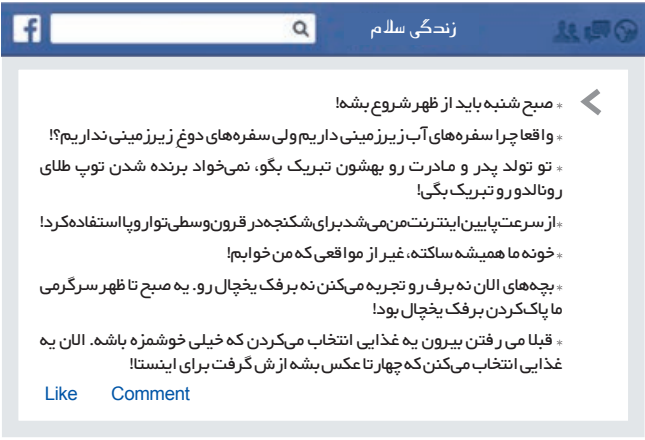 f
زندگی سلام
* صبح شنبه باید از ظهر شروع بشه!
* واقعا چرا سفره‌های آب زیرزمینی داریم ولی سفره‌های دوغ زیرزمینی نداریم؟!
* تو تولد پدر و مادرت رو بهشون تبریک بگو، نمی‌خواد برنده شدن توپ طلای
رونالدو رو تبریک بگی!
* از سرعت پایین اینترنت من می‌شد برای شکنجه در قرون وسطی تو اروپا استفاده کرد!
* خونه ما همیشه ساکته، غیر از مواقعی که من خوابم!
* بچه‌های الان نه برف رو تجربه می‌کنن نه برفک یخچال رو. یه صبح تا ظهر سرگرمی
ما پاک‌کردن برفک یخچال بود!
* قبلا می رفتن بیرون یه غذایی انتخاب می‌کردن که خیلی خوشمزه باشه. الان یه
غذایی انتخاب می‌کنن که چهار تا عکس بشه ازش گرفت برای اینستا!
Like Comment